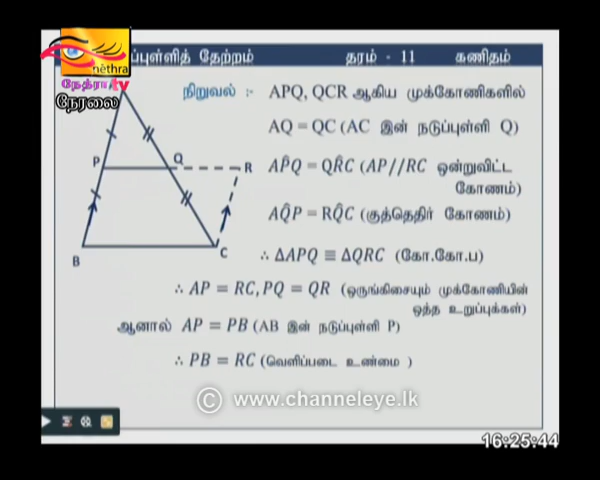 nēthra
நேத்ரா tv
நேரலை
புள்ளித் தேற்றம் தரம் - 11 கணிதம்
நிறுவல் :- APQ, QCR ஆகிய முக்கோணிகளில்
AQ = QC (AC இன் நடுப்புள்ளி Q)
AP̂Q = QR̂C (AP//RC ஒன்றுவிட்ட
கோணம்)
AQ̂P = RQ̂C (குத்தெதிர் கோணம்)
∴ ΔAPQ ≡ ΔQRC (கோ.கோ.ப)
∴ AP = RC, PQ = QR (ஒருங்கிசையும் முக்கோணியின்
ஒத்த உறுப்புக்கள்)
ஆனால் AP = PB (AB இன் நடுப்புள்ளி P)
∴ PB = RC (வெளிப்படை உண்மை )
P Q R
B C
© www.channeleye.lk
16:25:44